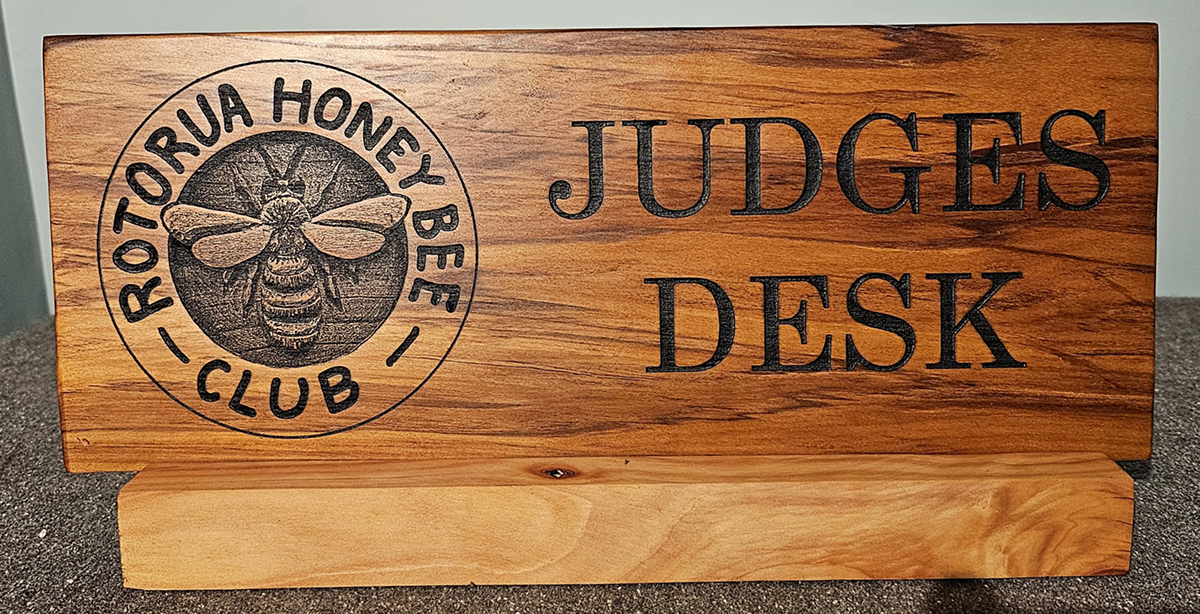 ROTORUA HONEY BEE
CLUB
JUDGES
DESK